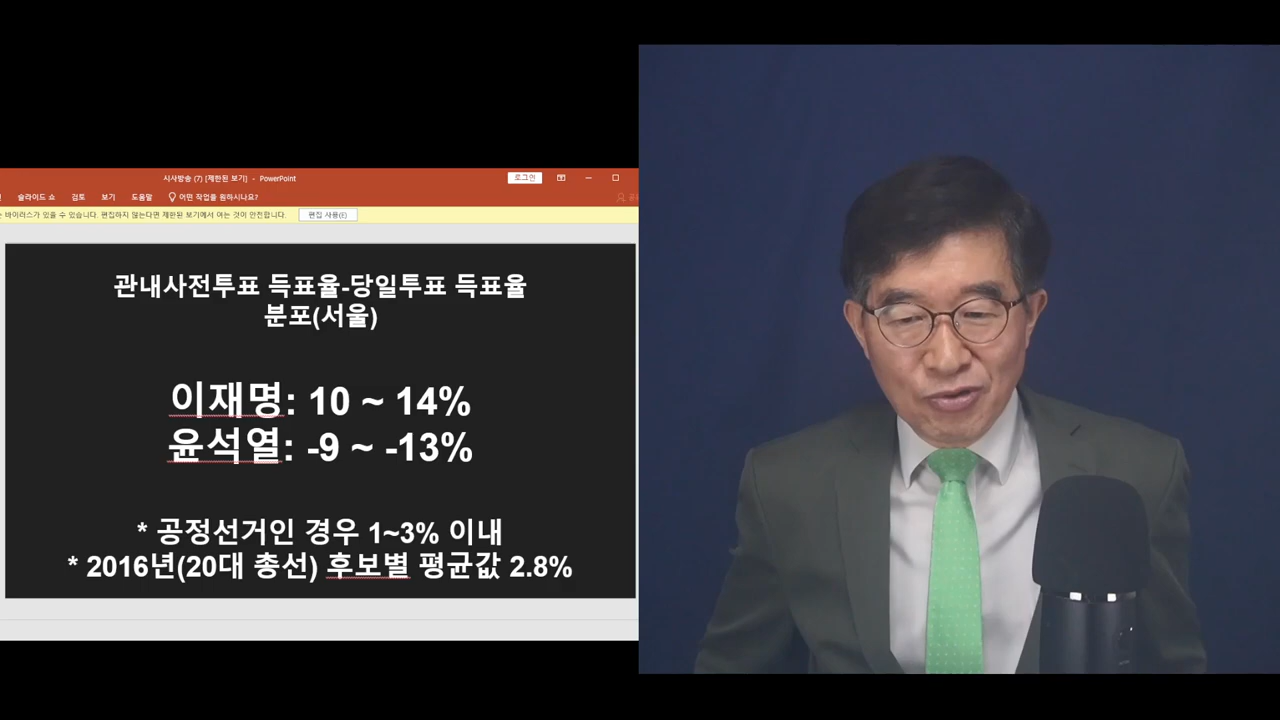 시사방송 (7) [제한된 보기] - PowerPoint
로그인
슬라이드 쇼 검토 보기 도움말 어떤 작업을 원하시나요?
바이러스가 있을 수 있습니다. 편집하지 않는다면 제한된 보기에서 여는 것이 안전합니다. 편집 사용(E)
관내사전투표 득표율-당일투표 득표율
분포(서울)
이재명: 10 ~ 14%
윤석열: -9 ~ -13%
* 공정선거인 경우 1~3% 이내
* 2016년(20대 총선) 후보별 평균값 2.8%